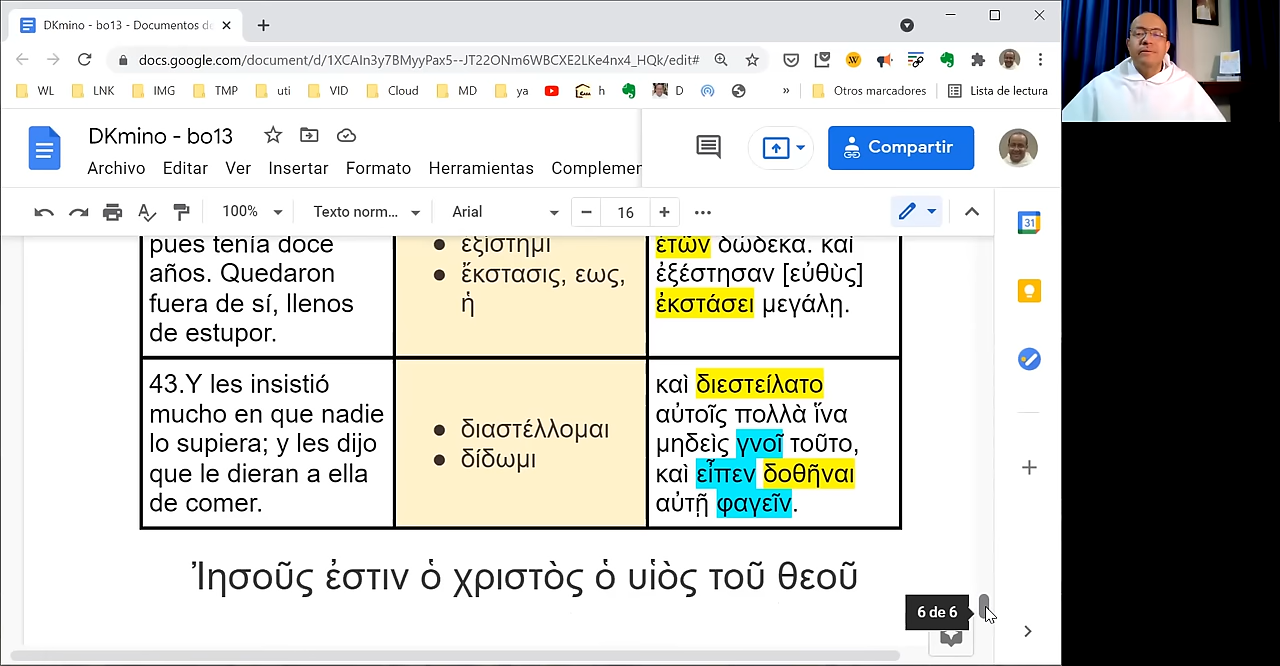 DKmino - bo13 - Documentos d
docs.google.com/document/d/1XCAIn3y7BMyyPax5--JT22ONm6WBCXE2LKe4nx4_HQk/edit#
WL LNK IMG TMP uti VID Cloud MD ya h D » Otros marcadores Lista de lectura
DKmino - bo13
Compartir
Archivo Editar Ver Insertar Formato Herramientas Complemen
100% Texto norm... Arial 16
31
pues tenía doce
años. Quedaron
fuera de sí, llenos
de estupor.
ἐξίστημι
ἔκστασις, εως,
ἡ
ἐτῶν δώδεκα. καὶ
ἐξέστησαν [εὐθὺς]
ἐκστάσει μεγάλῃ.
43.Y les insistió
mucho en que nadie
lo supiera; y les dijo
que le dieran a ella
de comer.
διαστέλλομαι
δίδωμι
καὶ διεστείλατο
αὐτοῖς πολλὰ ἵνα
μηδεὶς γνοῖ τοῦτο,
καὶ εἶπεν δοθῆναι
αὐτῇ φαγεῖν.
Ἰησοῦς ἐστιν ὁ χριστὸς ὁ υἱὸς τοῦ θεοῦ
6 de 6